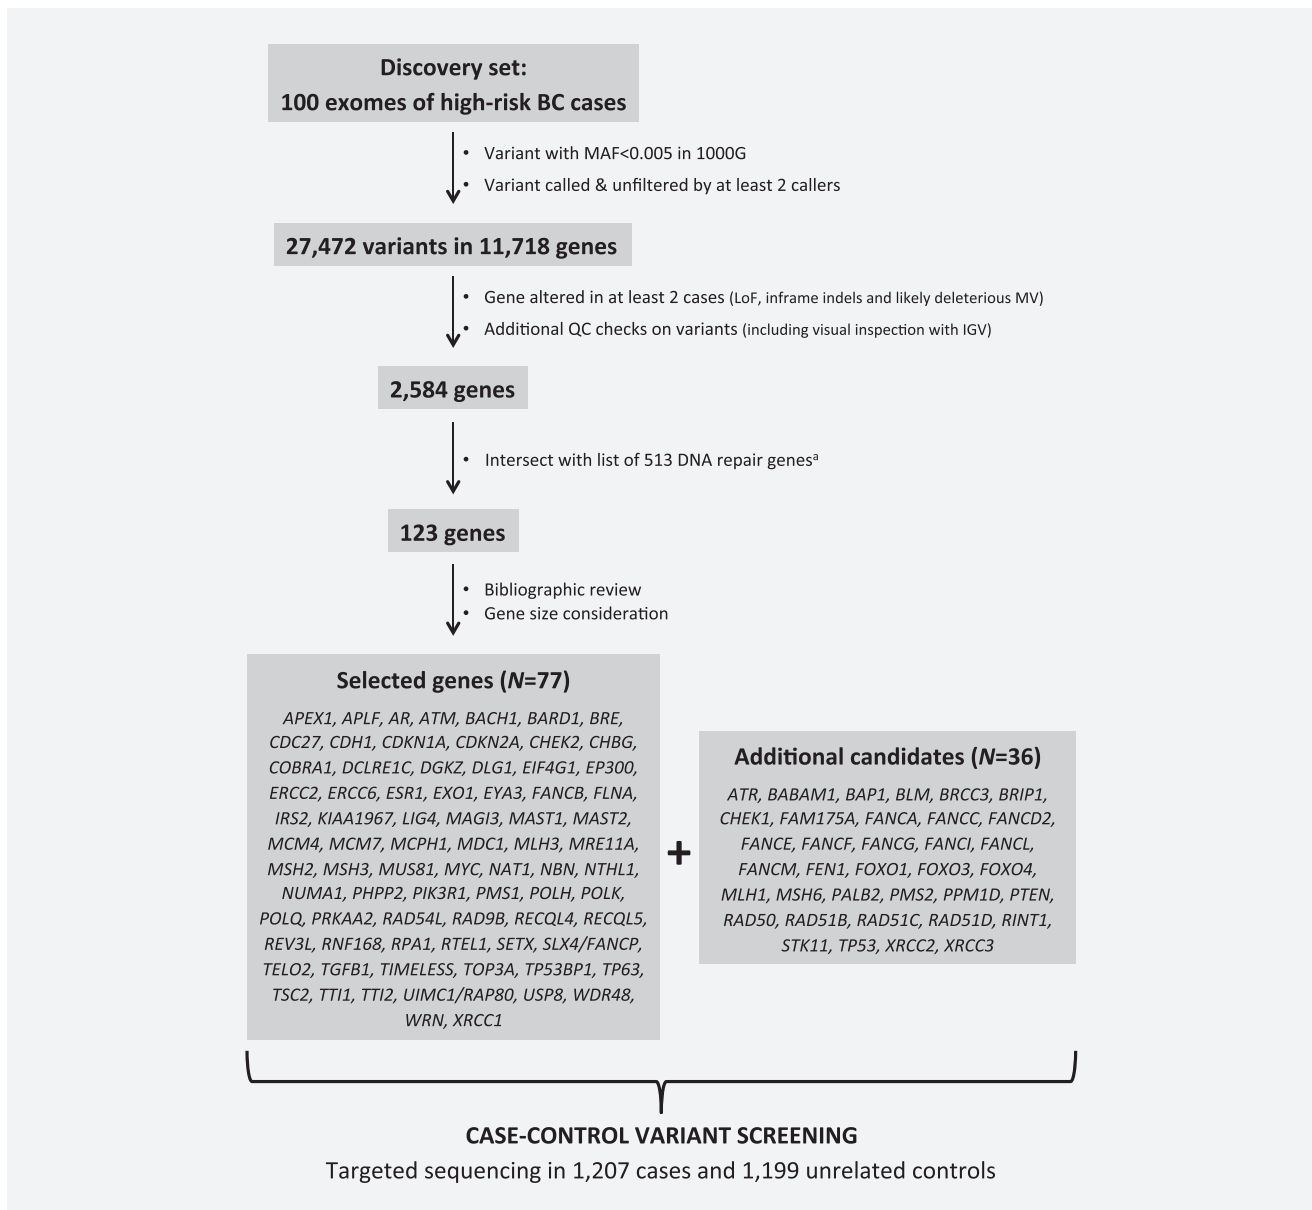 Discovery set:
100 exomes of high-risk BC cases
• Variant with MAF<0.005 in 1000G
• Variant called & unfiltered by at least 2 callers
27,472 variants in 11,718 genes
• Gene altered in at least 2 cases (LoF, inframe indels and likely deleterious MV)
• Additional QC checks on variants (including visual inspection with IGV)
2,584 genes
• Intersect with list of 513 DNA repair genesᵃ
123 genes
• Bibliographic review
• Gene size consideration
Selected genes (N=77)
APEX1, APLF, AR, ATM, BACH1, BARD1, BRE,
CDC27, CDH1, CDKN1A, CDKN2A, CHEK2, CHBG,
COBRA1, DCLRE1C, DGKZ, DLG1, EIF4G1, EP300,
ERCC2, ERCC6, ESR1, EXO1, EYA3, FANCB, FLNA,
IRS2, KIAA1967, LIG4, MAGI3, MAST1, MAST2,
MCM4, MCM7, MCPH1, MDC1, MLH3, MRE11A,
MSH2, MSH3, MUS81, MYC, NAT1, NBN, NTHL1,
NUMA1, PHPP2, PIK3R1, PMS1, POLH, POLK,
POLQ, PRKAA2, RAD54L, RAD9B, RECQL4, RECQL5,
REV3L, RNF168, RPA1, RTEL1, SETX, SLX4/FANCP,
TELO2, TGFB1, TIMELESS, TOP3A, TP53BP1, TP63,
TSC2, TTI1, TTI2, UIMC1/RAP80, USP8, WDR48,
WRN, XRCC1
+
Additional candidates (N=36)
ATR, BABAM1, BAP1, BLM, BRCC3, BRIP1,
CHEK1, FAM175A, FANCA, FANCC, FANCD2,
FANCE, FANCF, FANCG, FANCI, FANCL,
FANCM, FEN1, FOXO1, FOXO3, FOXO4,
MLH1, MSH6, PALB2, PMS2, PPM1D, PTEN,
RAD50, RAD51B, RAD51C, RAD51D, RINT1,
STK11, TP53, XRCC2, XRCC3
CASE-CONTROL VARIANT SCREENING
Targeted sequencing in 1,207 cases and 1,199 unrelated controls